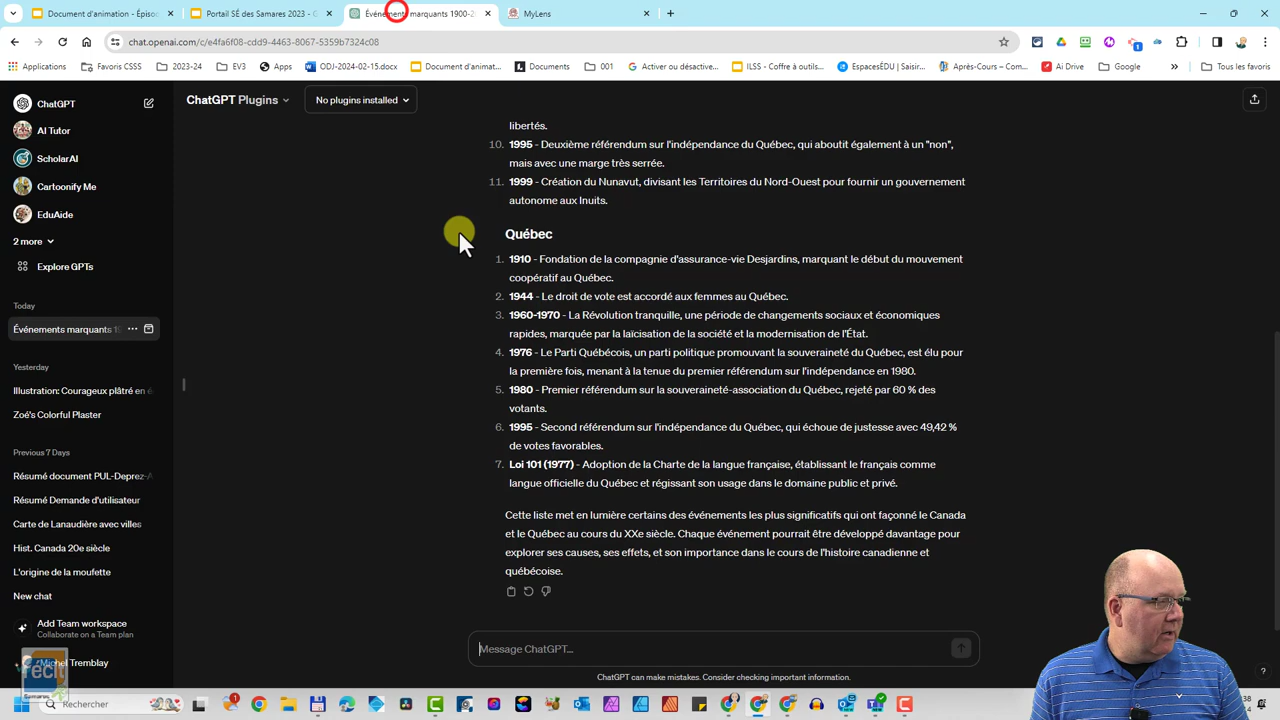 Document d'animation - Épisod
Portail SÉ des Samares 2023 - G
Événements marquants 1900-2
MyLens
chat.openai.com/c/e4fa6f08-cdd9-4463-8067-5359b7324c08
1
Applications
Favoris CSSS
2023-24
EV3
Apps
ODJ-2024-02-15.docx
Document d'animat...
Documents
001
Activer ou désactive...
ILSS - Coffre à outils...
EspacesÉDU | Saisir...
Après-Cours – Com...
Ai Drive
Google
Tous les favoris
ChatGPT
ChatGPT Plugins
No plugins installed
AI Tutor
ScholarAI
Cartoonify Me
EduAide
2 more
Explore GPTs
Today
Événements marquants 19
Yesterday
Illustration: Courageux plâtré en é
Zoé's Colorful Plaster
Previous 7 Days
Résumé document PUL-Deprez-A
Résumé Demande d'utilisateur
Carte de Lanaudière avec villes
Hist. Canada 20e siècle
L'origine de la moufette
New chat
Add Team workspace
Collaborate on a Team plan
Michel Tremblay
libertés.
10. 1995 - Deuxième référendum sur l'indépendance du Québec, qui aboutit également à un "non",
mais avec une marge très serrée.
11. 1999 - Création du Nunavut, divisant les Territoires du Nord-Ouest pour fournir un gouvernement
autonome aux Inuits.
Québec
1. 1910 - Fondation de la compagnie d'assurance-vie Desjardins, marquant le début du mouvement
coopératif au Québec.
2. 1944 - Le droit de vote est accordé aux femmes au Québec.
3. 1960-1970 - La Révolution tranquille, une période de changements sociaux et économiques
rapides, marquée par la laïcisation de la société et la modernisation de l'État.
4. 1976 - Le Parti Québécois, un parti politique promouvant la souveraineté du Québec, est élu pour
la première fois, menant à la tenue du premier référendum sur l'indépendance en 1980.
5. 1980 - Premier référendum sur la souveraineté-association du Québec, rejeté par 60 % des
votants.
6. 1995 - Second référendum sur l'indépendance du Québec, qui échoue de justesse avec 49,42 %
de votes favorables.
7. Loi 101 (1977) - Adoption de la Charte de la langue française, établissant le français comme
langue officielle du Québec et régissant son usage dans le domaine public et privé.
Cette liste met en lumière certains des événements les plus significatifs qui ont façonné le Canada
et le Québec au cours du XXe siècle. Chaque événement pourrait être développé davantage pour
explorer ses causes, ses effets, et son importance dans le cours de l'histoire canadienne et
québécoise.
Message ChatGPT...
ChatGPT can make mistakes. Consider checking important information.
?
récit
Samares
Rechercher